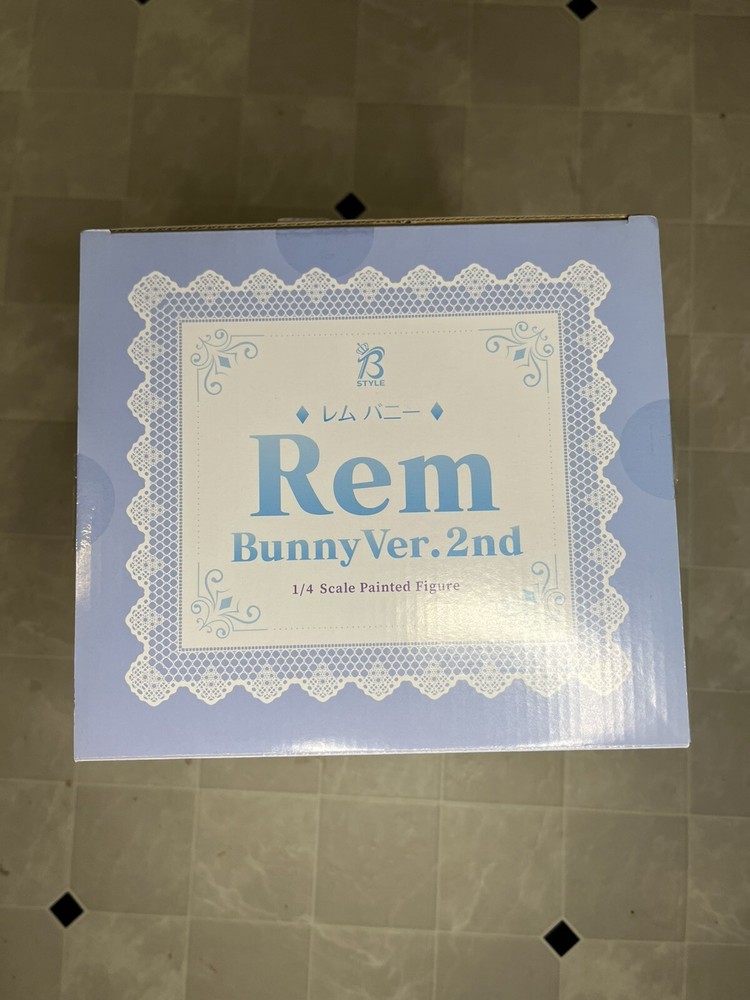 B
STYLE
レム バニー
Rem
Bunny Ver. 2nd
1/4 Scale Painted Figure